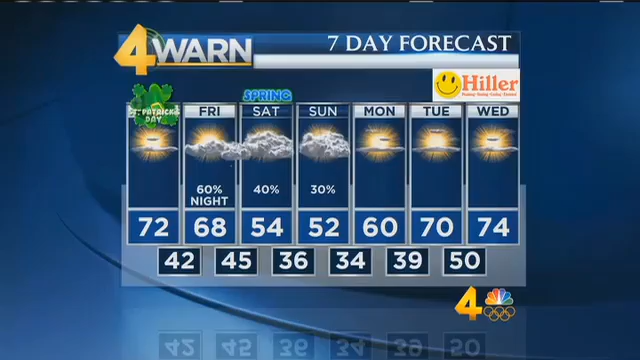 4WARN
7 DAY FORECAST
Hiller
SPRING
ST. PATRICK'S
DAY
FRI SAT SUN MON TUE WED
60% 40% 30%
NIGHT
72 68 54 52 60 70 74
42 45 36 34 39 50
4